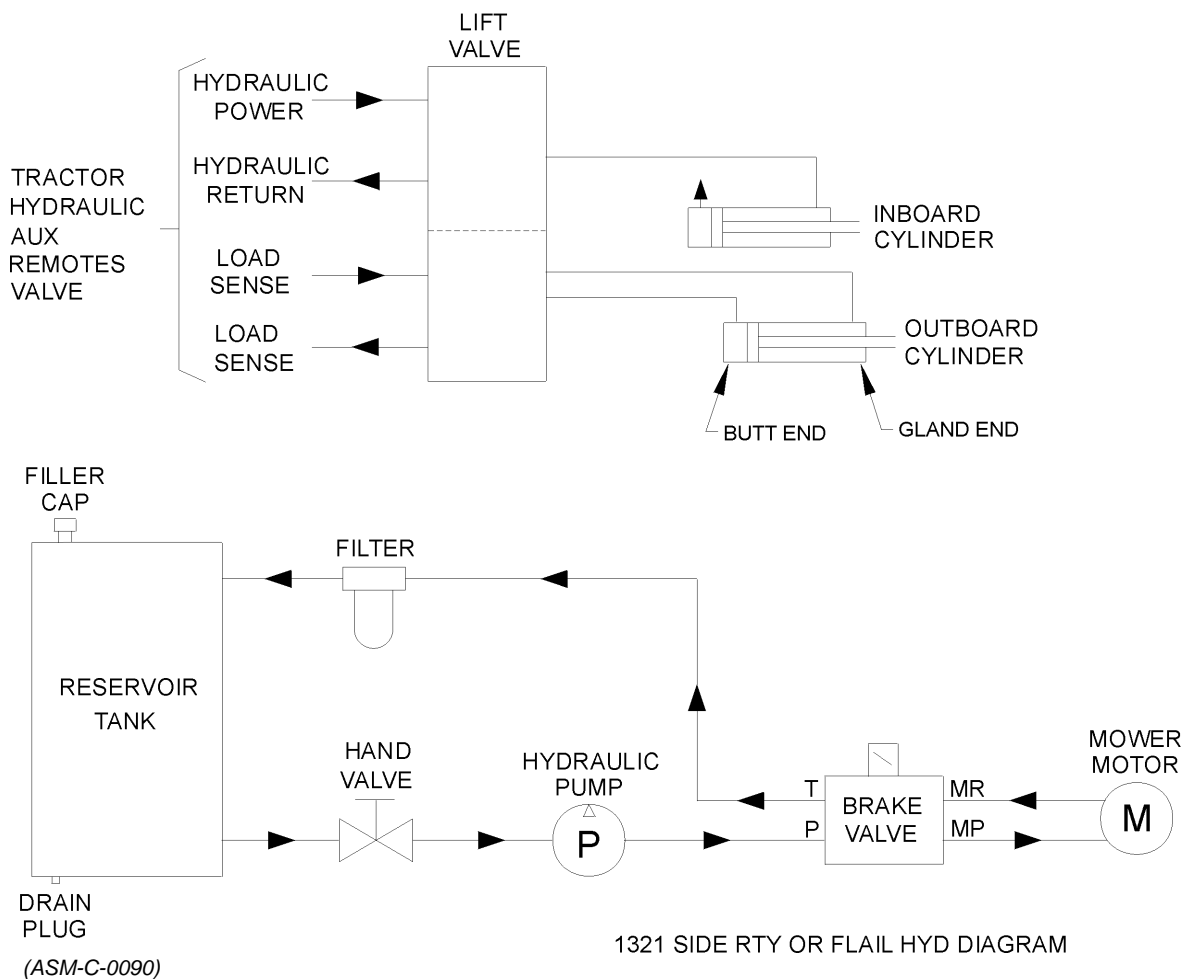 LIFT
VALVE
HYDRAULIC
POWER
HYDRAULIC
RETURN
TRACTOR
HYDRAULIC
AUX
REMOTES
VALVE
LOAD
SENSE
LOAD
SENSE
INBOARD
CYLINDER
OUTBOARD
CYLINDER
BUTT END
GLAND END
FILLER
CAP
FILTER
RESERVOIR
TANK
HAND
VALVE
HYDRAULIC
PUMP
P
T
P
BRAKE
VALVE
MR
MP
MOWER
MOTOR
M
DRAIN
PLUG
1321 SIDE RTY OR FLAIL HYD DIAGRAM
(ASM-C-0090)